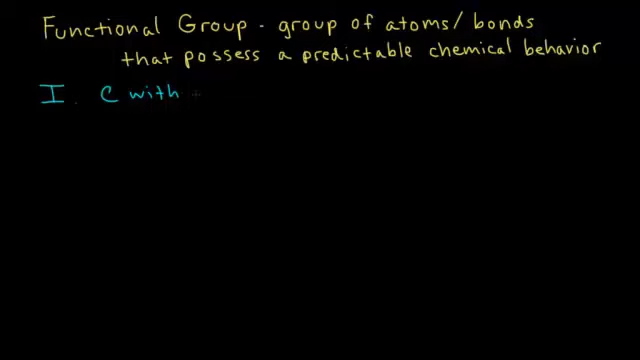 Functional Group - group of atoms/bonds
that possess a predictable chemical behavior
I. C with